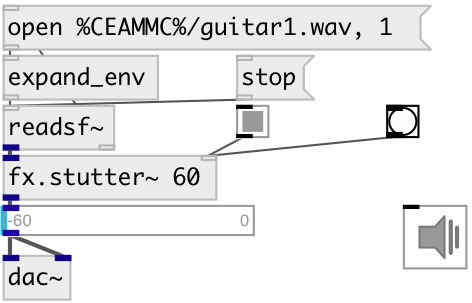 open %CEAMMC%/guitar1.wav, 1
expand_env stop
readsf~
fx.stutter~ 60
-60 0
dac~